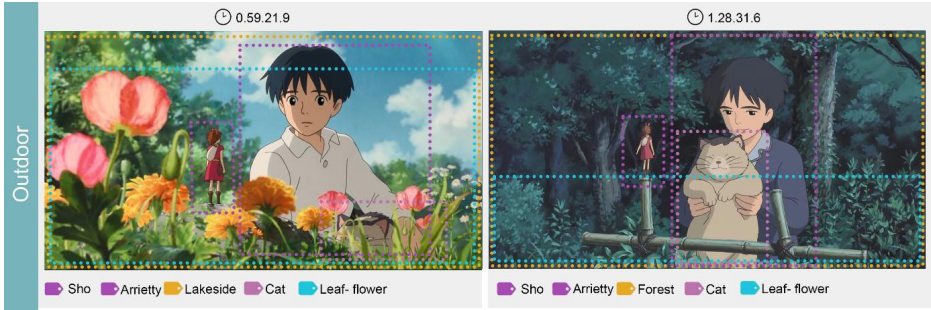 Outdoor
0.59.21.9
1.28.31.6
Sho Arrietty Lakeside Cat Leaf- flower
Sho Arrietty Forest Cat Leaf- flower